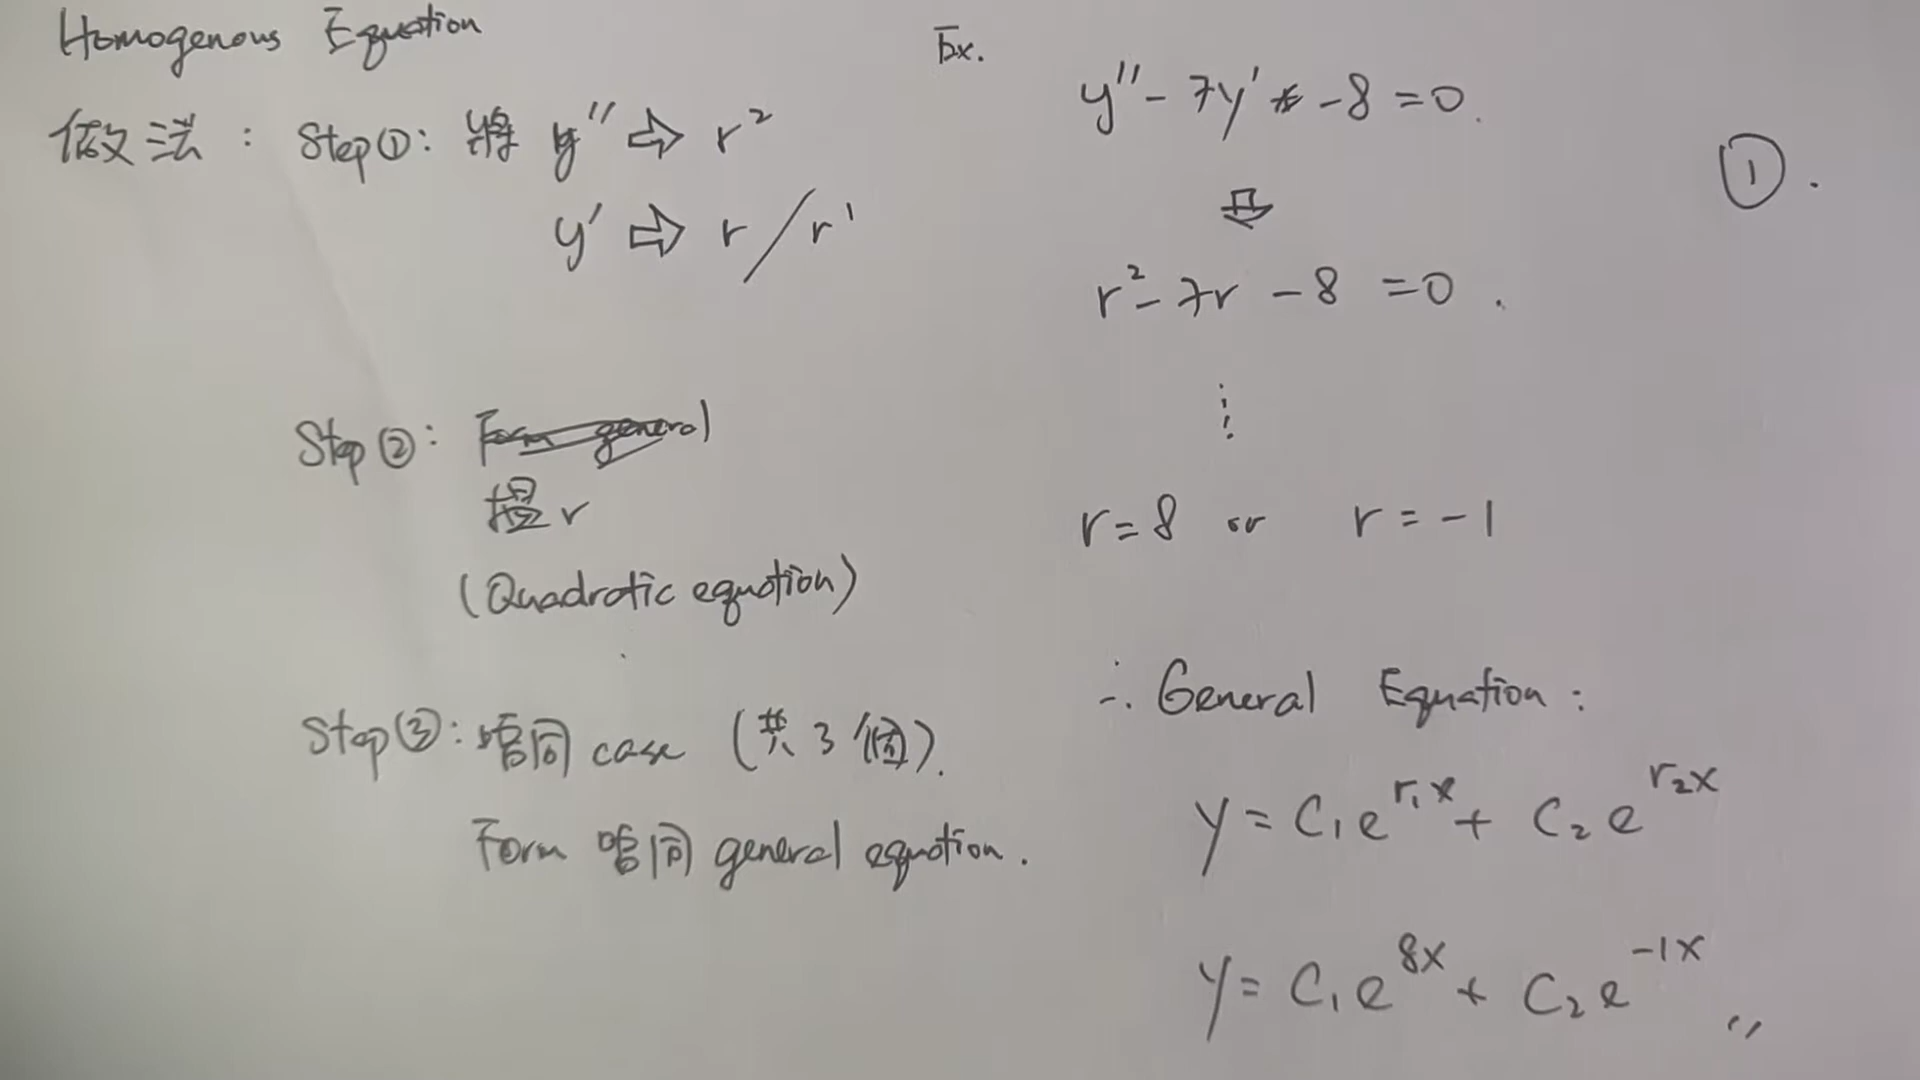 Homogenous Equation
做法 : Step①: 將 y'' ⇨ r²
y' ⇨ r / r'
Step②:
搵 r
(Quadratic equation)
Step③: 唔同 case (共 3 個).
Form 唔同 general equation.
Ex.
y'' - 7y' - 8 = 0.
⇩
r² - 7r - 8 = 0.
⋮
r = 8 or r = -1
∴ General Equation :
y = C₁e^{r₁x} + C₂e^{r₂x}
y = C₁e^{8x} + C₂e^{-1x} ,,
① .